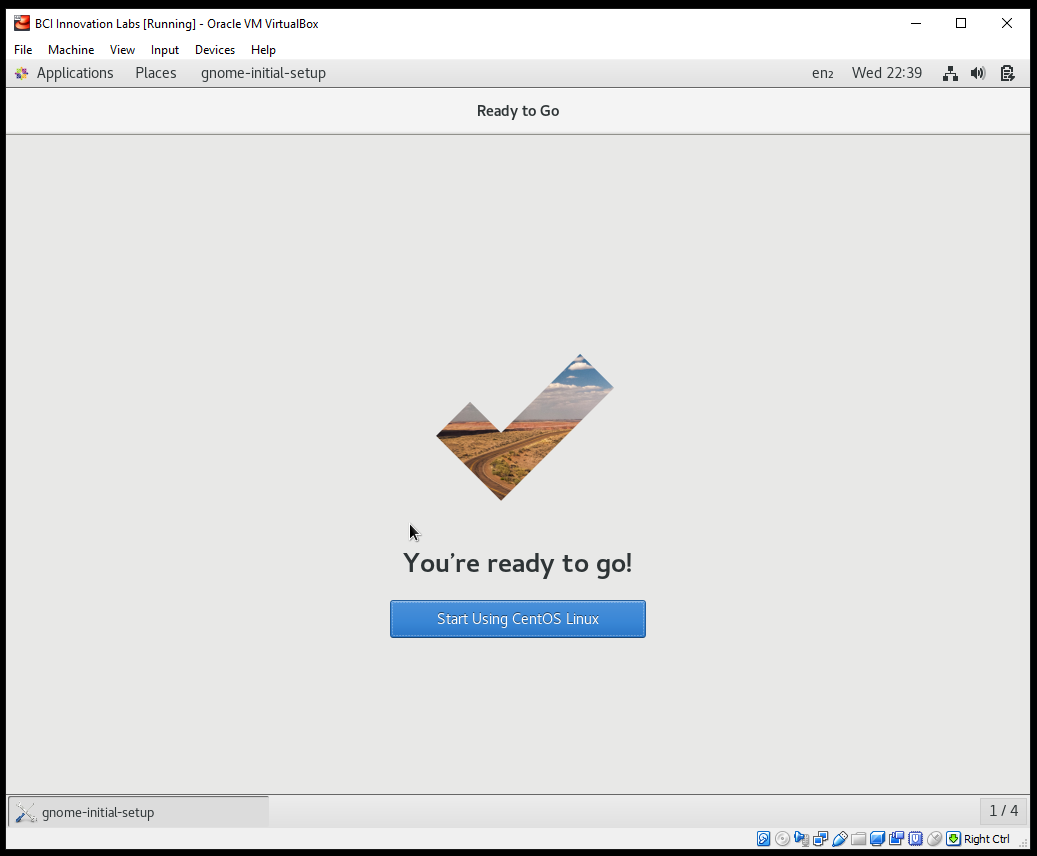 BCI Innovation Labs [Running] - Oracle VM VirtualBox
File Machine View Input Devices Help
Applications Places gnome-initial-setup en2 Wed 22:39
Ready to Go
You're ready to go!
Start Using CentOS Linux
gnome-initial-setup 1 / 4
Right Ctrl